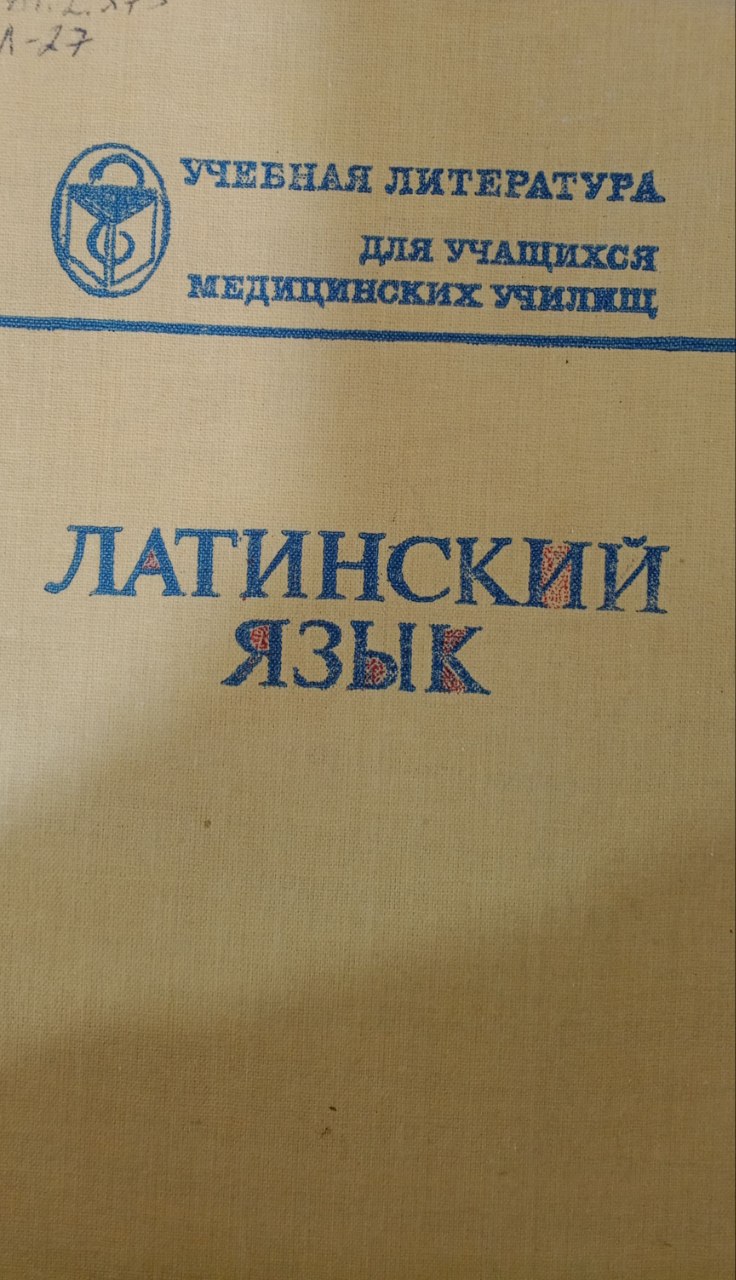 Л-27
УЧЕБНАЯ ЛИТЕРАТУРА
ДЛЯ УЧАЩИХСЯ
МЕДИЦИНСКИХ УЧИЛИЩ
ЛАТИНСКИЙ
ЯЗЫК